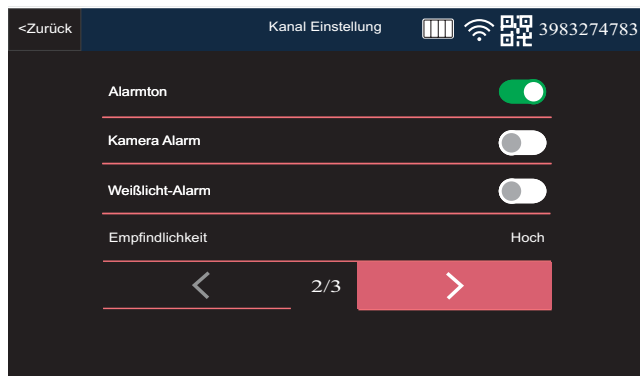 <Zurück Kanal Einstellung 3983274783
Alarmton
Kamera Alarm
Weißlicht-Alarm
Empfindlichkeit Hoch
< 2/3 >